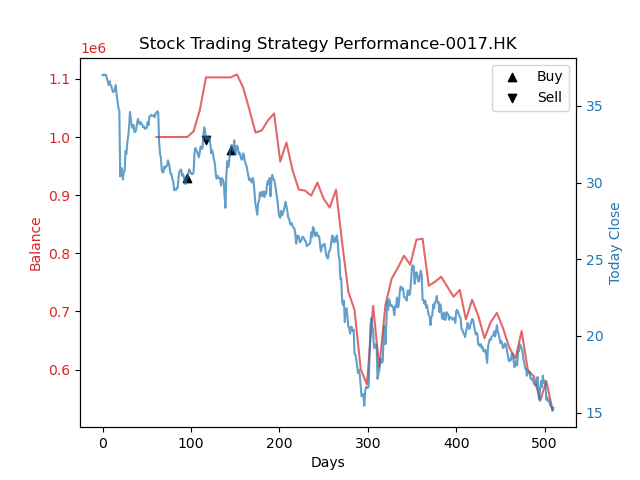 Stock Trading Strategy Performance-0017.HK
1e6
1.1
1.0
0.9
0.8
0.7
0.6
Balance
Buy
Sell
35
30
25
20
15
Today Close
0
100
200
300
400
500
Days